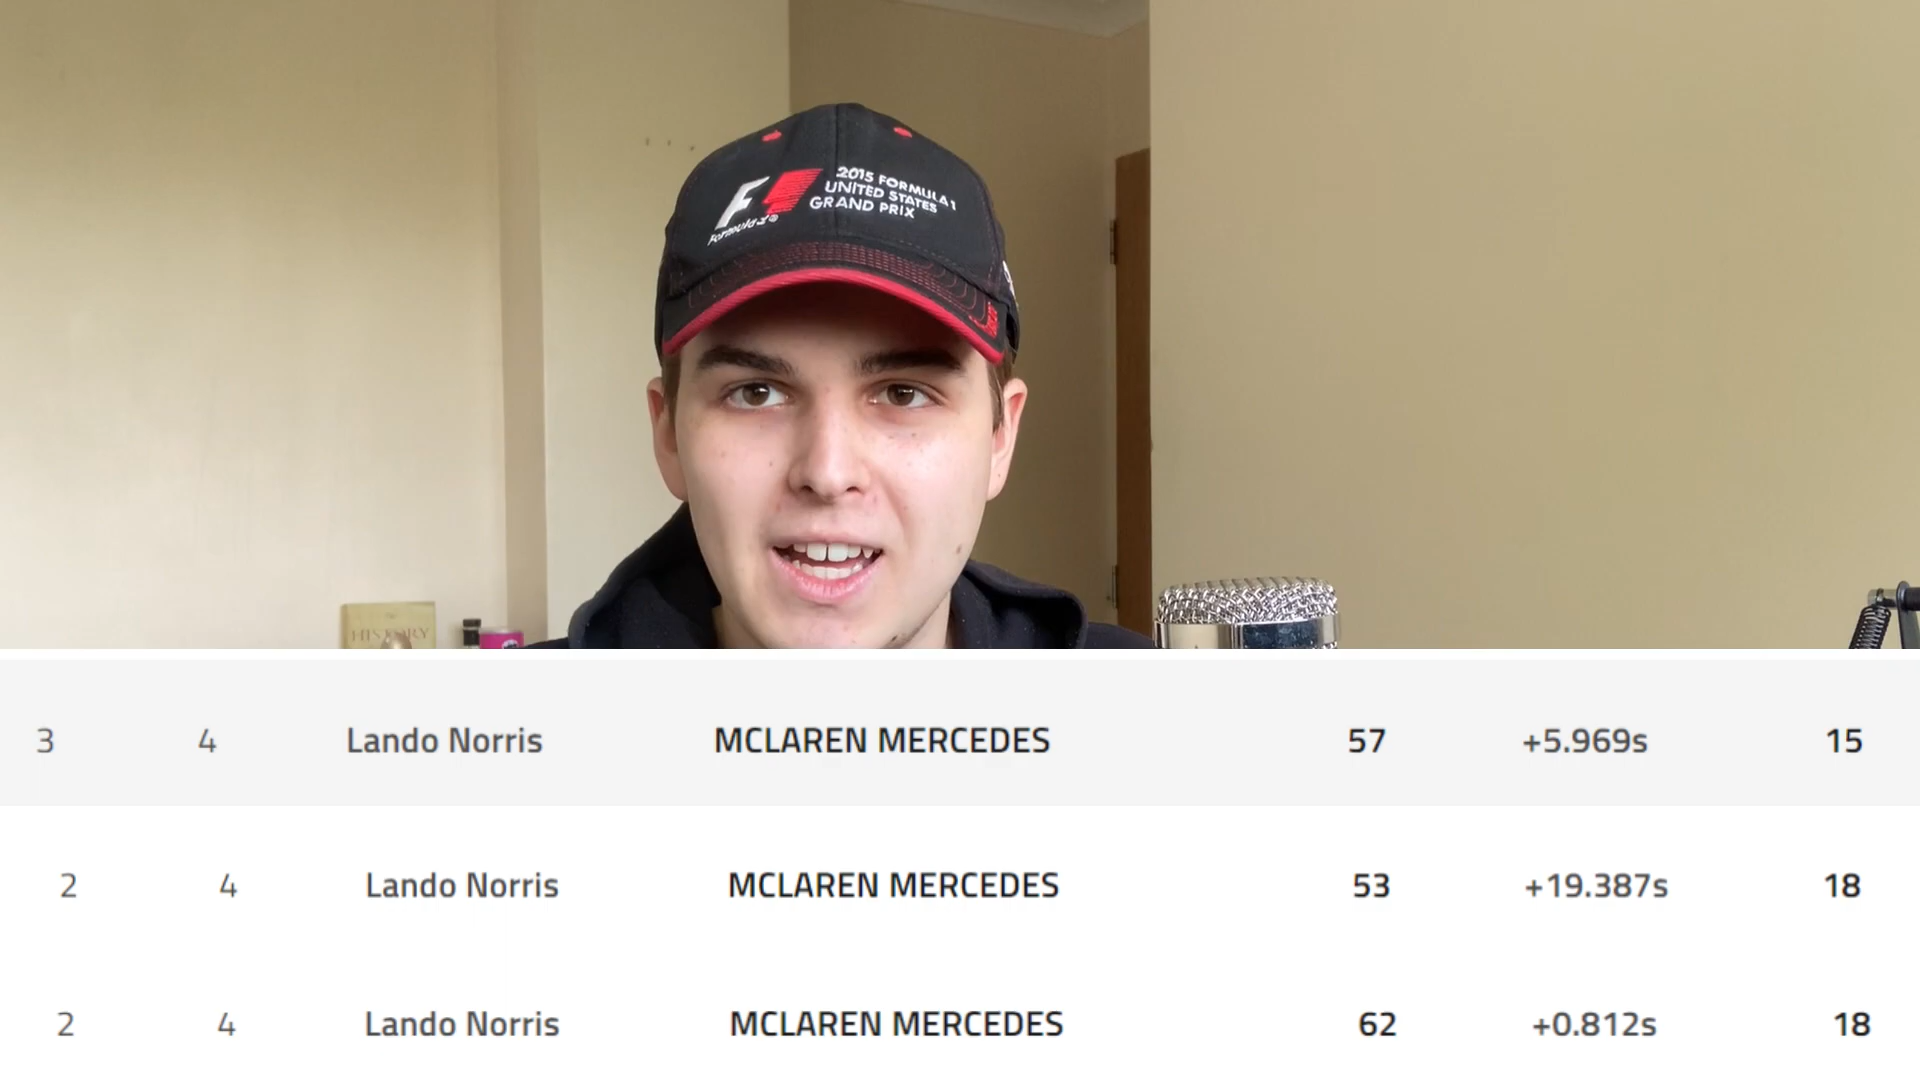 2015 FORMULA 1
UNITED STATES
GRAND PRIX
F1
Formula 1®
HISTORY
3 4 Lando Norris MCLAREN MERCEDES 57 +5.969s 15
2 4 Lando Norris MCLAREN MERCEDES 53 +19.387s 18
2 4 Lando Norris MCLAREN MERCEDES 62 +0.812s 18